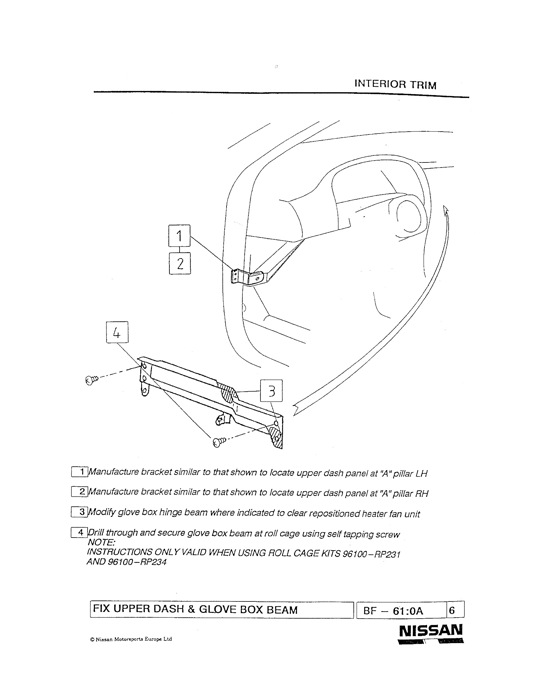 INTERIOR TRIM
1
2
4
3
1 Manufacture bracket similar to that shown to locate upper dash panel at "A" pillar LH
2 Manufacture bracket similar to that shown to locate upper dash panel at "A" pillar RH
3 Modify glove box hinge beam where indicated to clear repositioned heater fan unit
4 Drill through and secure glove box beam at roll cage using self tapping screw
NOTE:
INSTRUCTIONS ONLY VALID WHEN USING ROLL CAGE KITS 96100-RP231
AND 96100-RP234
FIX UPPER DASH & GLOVE BOX BEAM BF - 61:0A 6
NISSAN
© Nissan Motorsports Europe Ltd